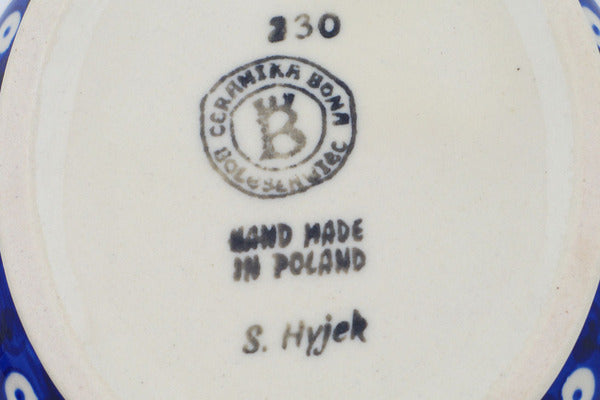 230
CERAMIKA BONA
B
BOLESŁAWIEC
HAND MADE
IN POLAND
S. Hyjek